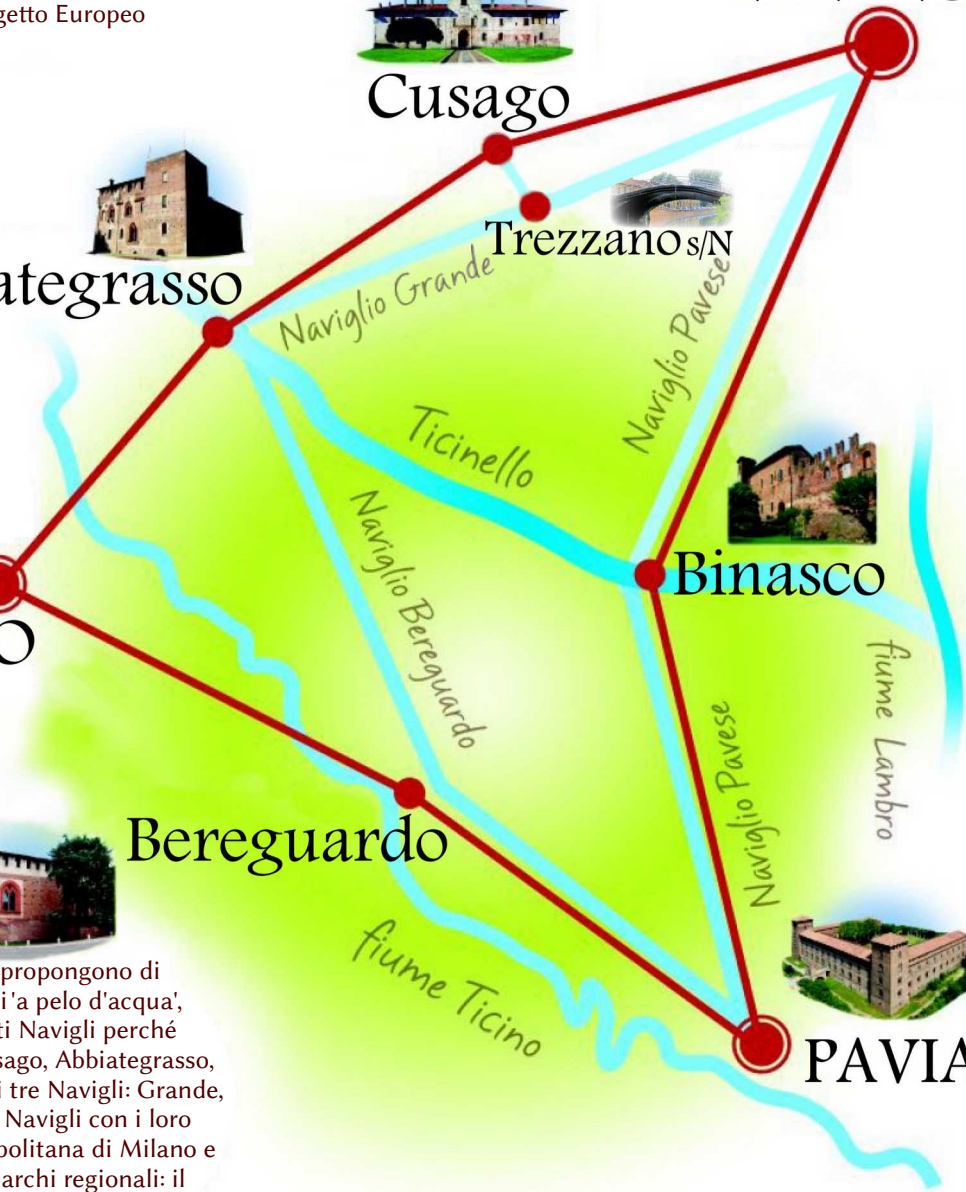 getto Europeo
Cusago
Trezzano s/N
ategrasso
Naviglio Grande
Naviglio Pavese
Ticinello
Naviglio Bereguardo
Binasco
O
fiume Lambro
Naviglio Pavese
Bereguardo
fiume Ticino
PAVIA
propongono di
i 'a pelo d'acqua',
ti Navigli perché
sago, Abbiategrasso,
i tre Navigli: Grande,
Navigli con i loro
politana di Milano e
archi regionali: il